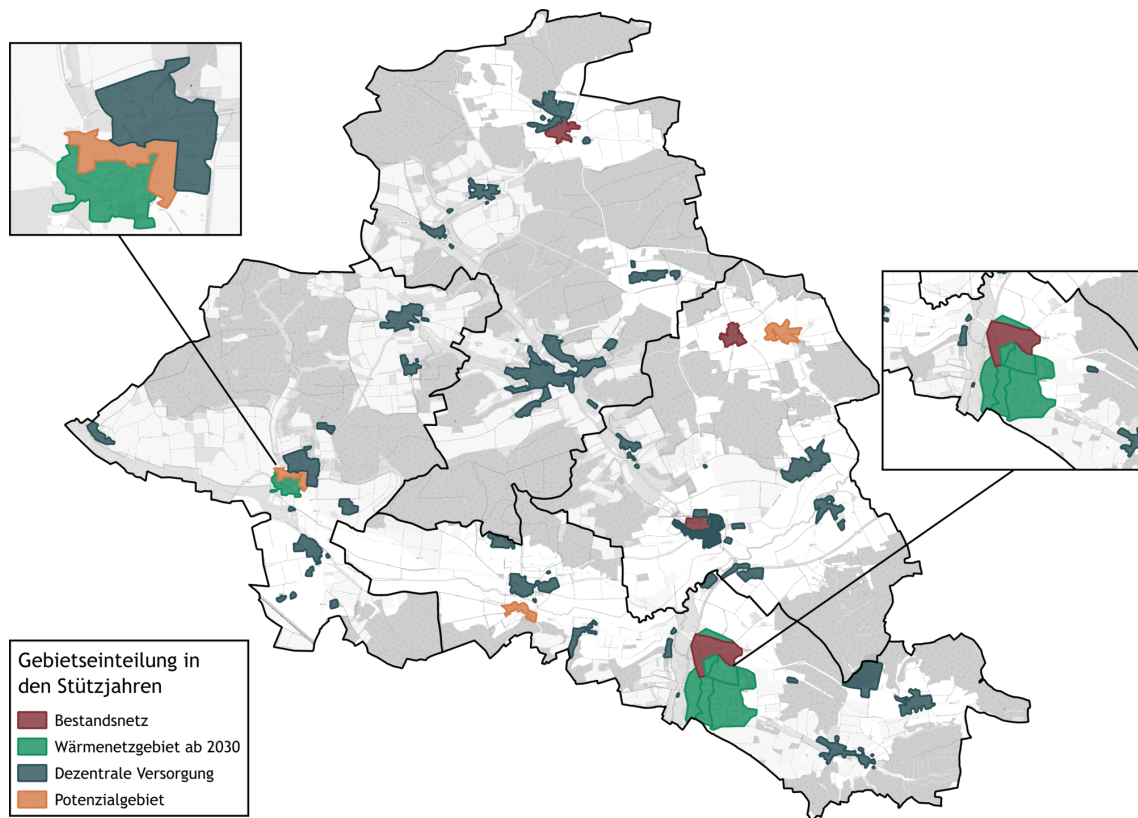 Gebietseinteilung in
den Stützjahren
Bestandsnetz
Wärmenetzgebiet ab 2030
Dezentrale Versorgung
Potenzialgebiet